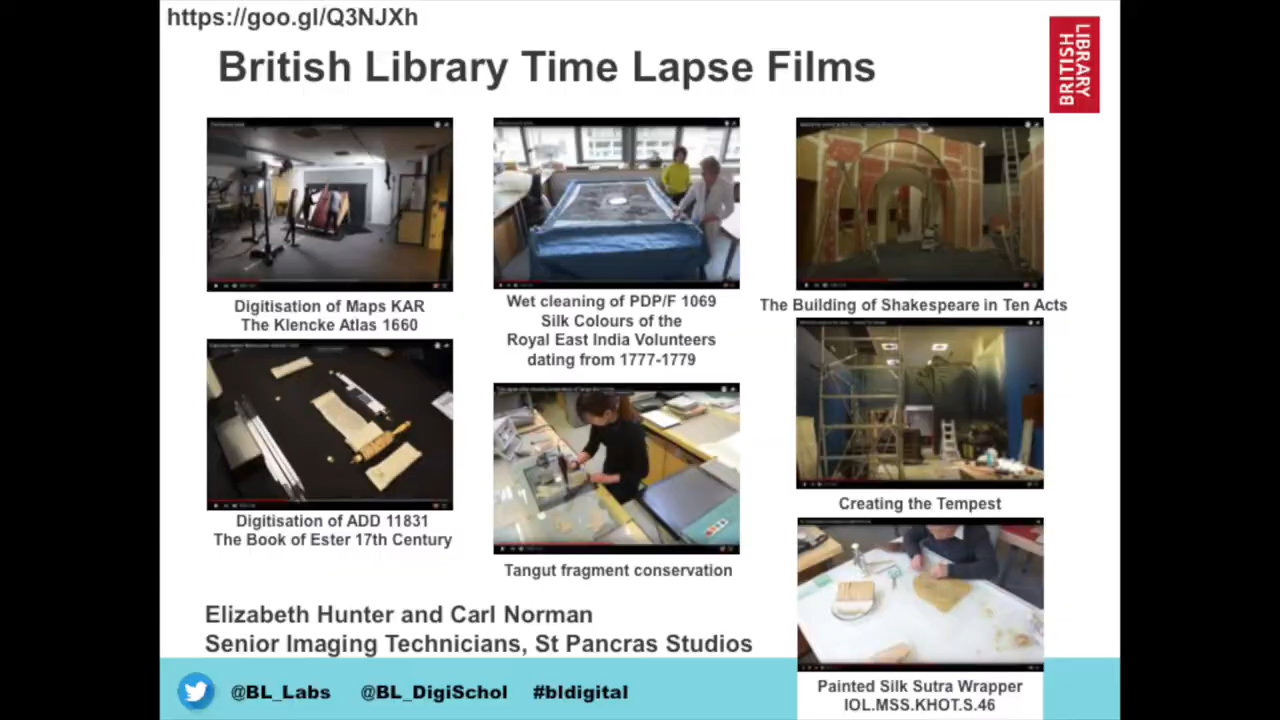 https://goo.gl/Q3NJXh
British Library Time Lapse Films
BRITISH
LIBRARY
Digitisation of Maps KAR
The Klencke Atlas 1660
Wet cleaning of PDP/F 1069
Silk Colours of the
Royal East India Volunteers
dating from 1777-1779
The Building of Shakespeare in Ten Acts
Digitisation of ADD 11831
The Book of Ester 17th Century
Tangut fragment conservation
Creating the Tempest
Elizabeth Hunter and Carl Norman
Senior Imaging Technicians, St Pancras Studios
Painted Silk Sutra Wrapper
IOL.MSS.KHOT.S.46
@BL_Labs @BL_DigiSchol #bldigital